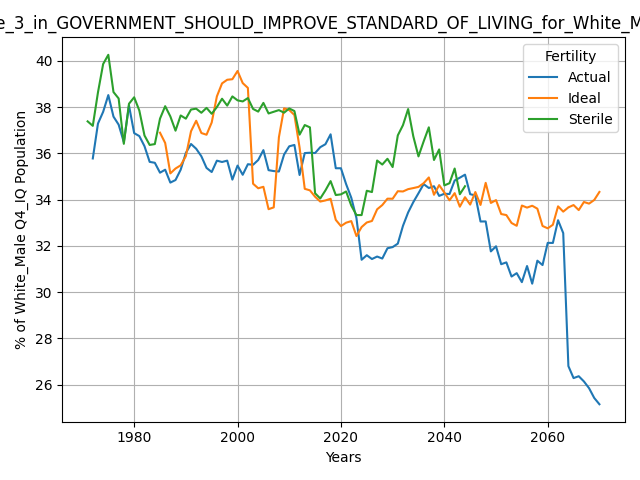 e_3_in_GOVERNMENT_SHOULD_IMPROVE_STANDARD_OF_LIVING_for_White_M
Fertility
Actual
Ideal
Sterile
% of White_Male Q4_IQ Population
40
38
36
34
32
30
28
26
1980
2000
2020
2040
2060
Years